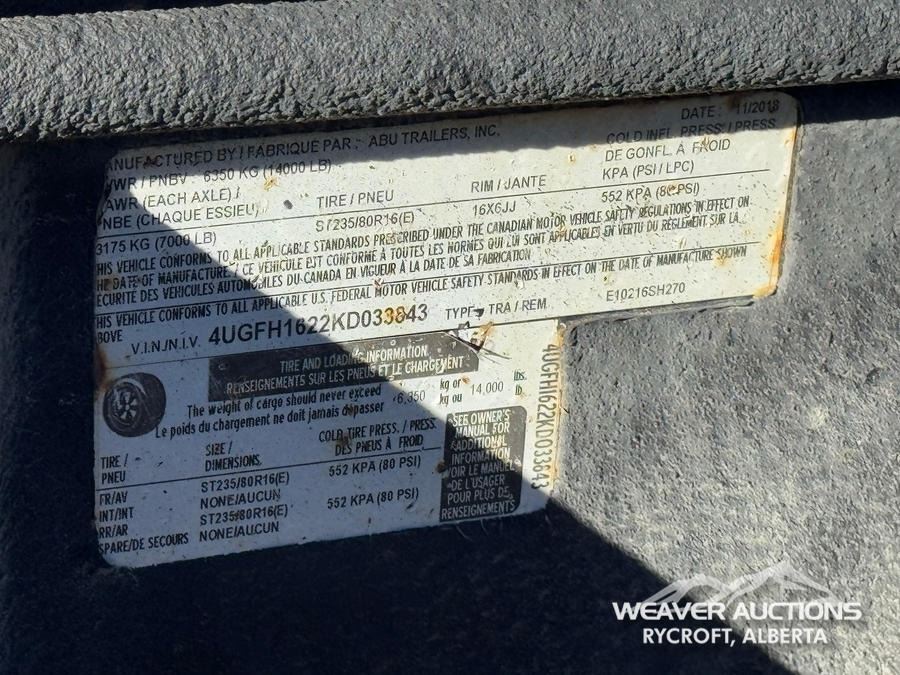 ANUFACTURED BY / FABRIQUÉ PAR : ABU TRAILERS, INC. DATE : 11/2018
VWR / PNBV 6350 KG (14000 LB) COLD INFL. PRESS. / PRESS.
AWR (EACH AXLE) / TIRE / PNEU RIM / JANTE DE GONFL. À FROID
PNBE (CHAQUE ESSIEU) KPA (PSI / LPC)
3175 KG (7000 LB) ST235/80R16(E) 16X6JJ 552 KPA (80 PSI)
THIS VEHICLE CONFORMS TO ALL APPLICABLE STANDARDS PRESCRIBED UNDER THE CANADIAN MOTOR VEHICLE SAFETY REGULATIONS IN EFFECT ON
THE DATE OF MANUFACTURE / CE VÉHICULE EST CONFORME À TOUTES LES NORMES QUI LUI SONT APPLICABLES EN VERTU DU RÈGLEMENT SUR LA
ÉCURITÉ DES VÉHICULES AUTOMOBILES DU CANADA EN VIGUEUR À LA DATE DE SA FABRICATION
THIS VEHICLE CONFORMS TO ALL APPLICABLE U.S. FEDERAL MOTOR VEHICLE SAFETY STANDARDS IN EFFECT ON THE DATE OF MANUFACTURE SHOWN
BOVE
V.I.N./N.I.V. 4UGFH1622KD033843 TYPE TRA / REM E10216SH270
TIRE AND LOADING INFORMATION
RENSEIGNEMENTS SUR LES PNEUS ET LE CHARGEMENT
The weight of cargo should never exceed 6,350 kg or 14,000 lbs.
Le poids du chargement ne doit jamais dépasser kg ou lb.
TIRE / SIZE / COLD TIRE PRESS. / PRESS.
PNEU DIMENSIONS DES PNEUS À FROID
FR/AV ST235/80R16(E) 552 KPA (80 PSI)
INT/INT NONE/AUCUN
RR/AR ST235/80R16(E) 552 KPA (80 PSI)
SPARE/DE SECOURS NONE/AUCUN
SEE OWNER'S
MANUAL FOR
ADDITIONAL
INFORMATION
VOIR LE MANUEL
DE L'USAGER
POUR PLUS DE
RENSEIGNEMENTS
4UGFH1622KD033843
WEAVER AUCTIONS
RYCROFT, ALBERTA